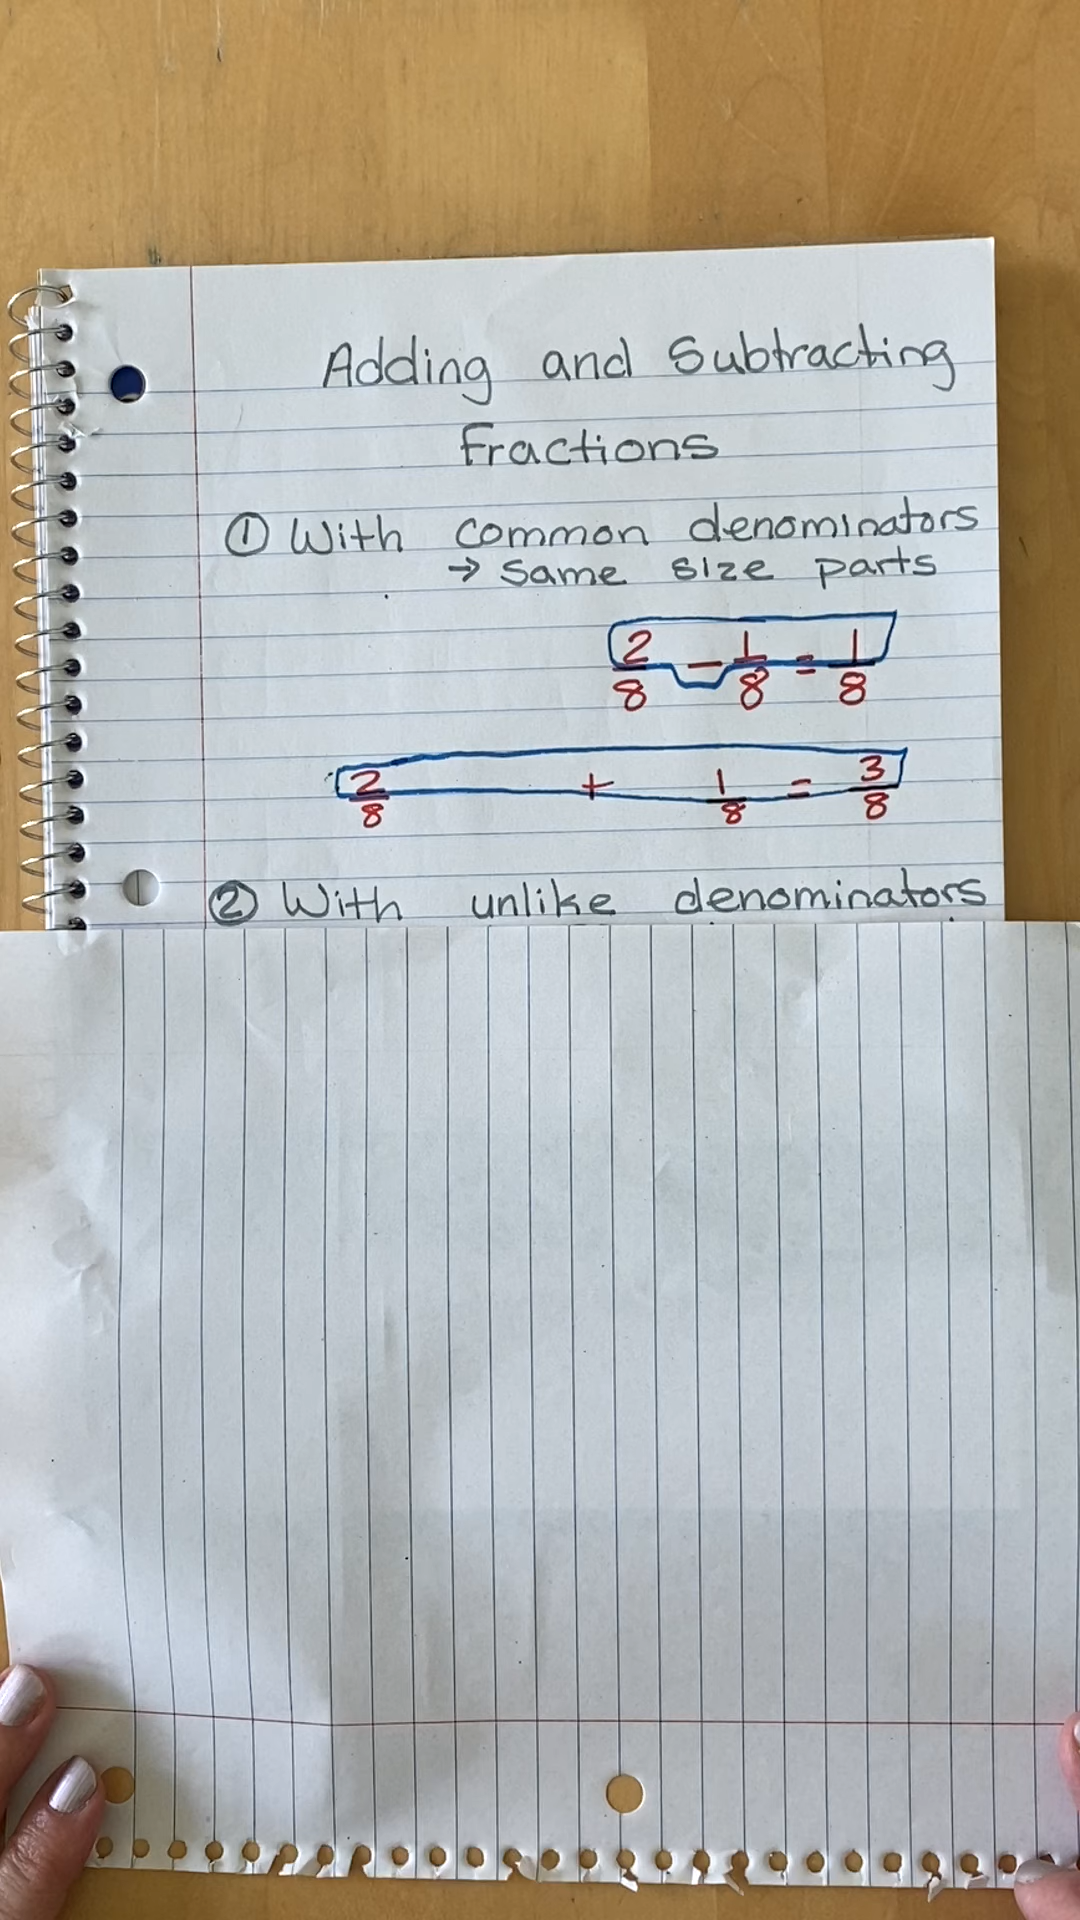 Adding and Subtracting
Fractions
① With common denominators
→ same size parts
2/8 - 1/8 = 1/8
2/8 + 1/8 = 3/8
② With unlike denominators